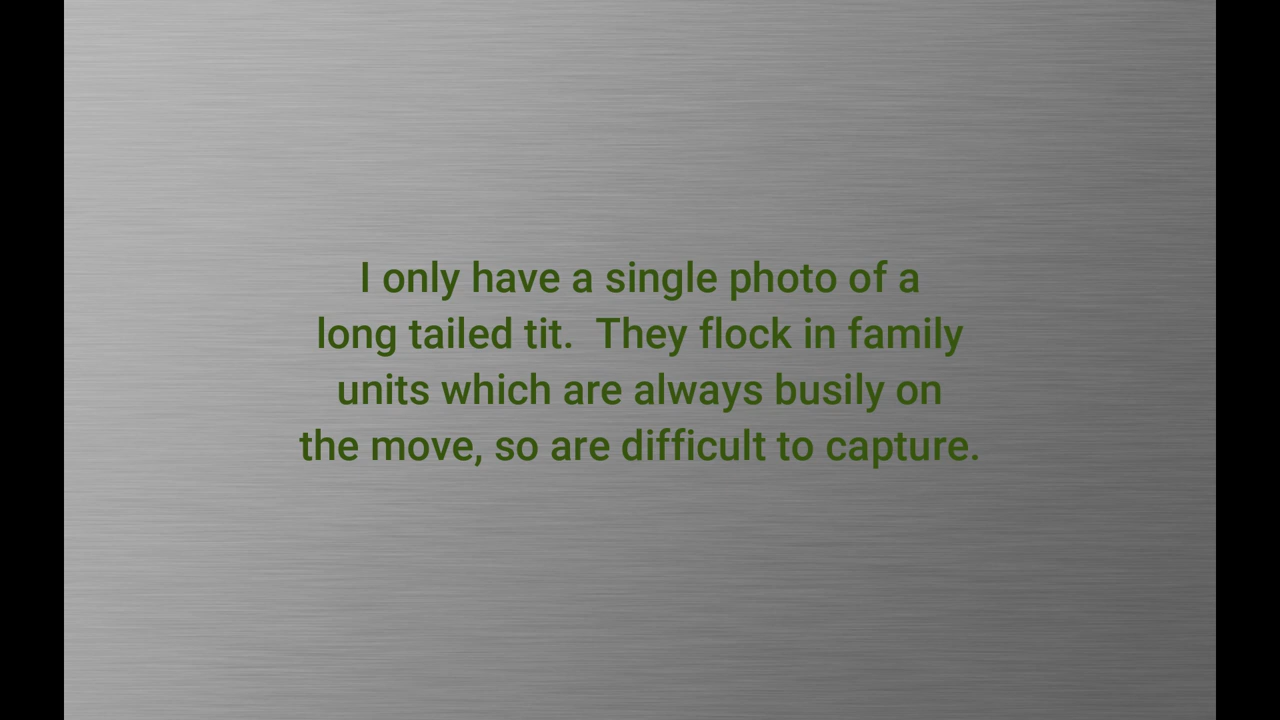 I only have a single photo of a
long tailed tit.  They flock in family
units which are always busily on
the move, so are difficult to capture.